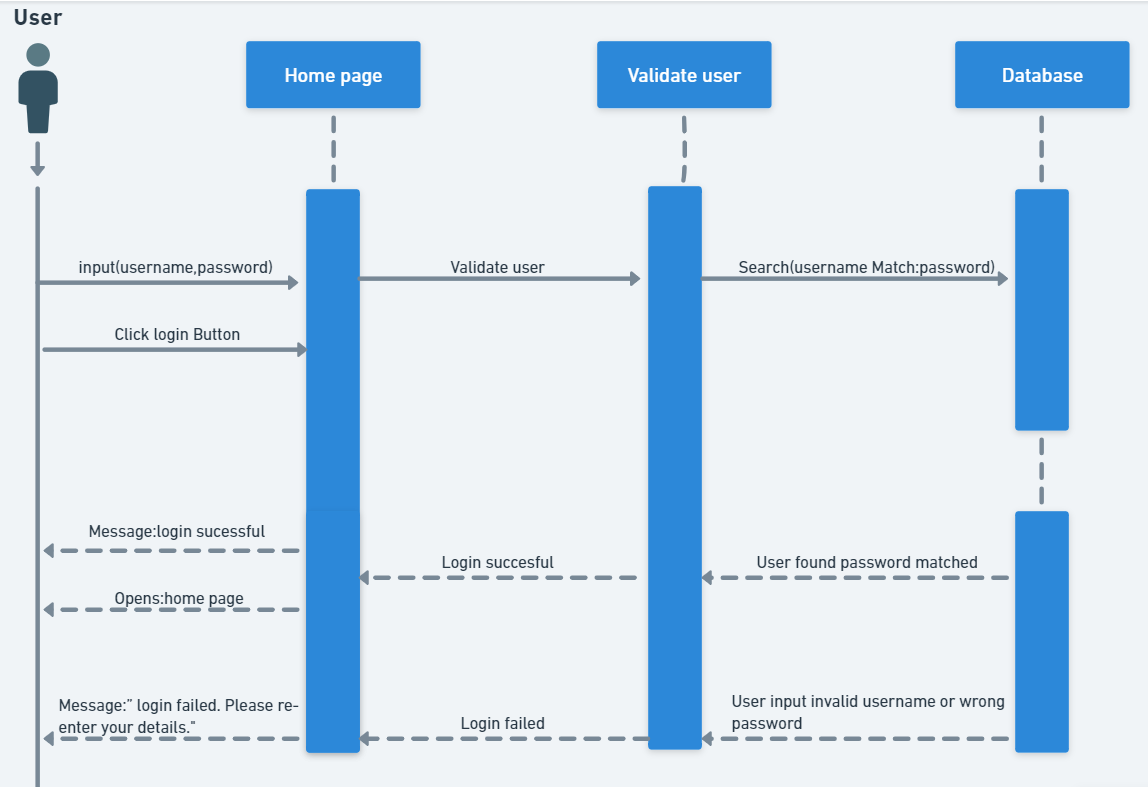 User
Home page
Validate user
Database
input(username,password)
Validate user
Search(username Match:password)
Click login Button
Message:login sucessful
Login succesful
User found password matched
Opens:home page
Message:” login failed. Please re-
enter your details."
Login failed
User input invalid username or wrong
password